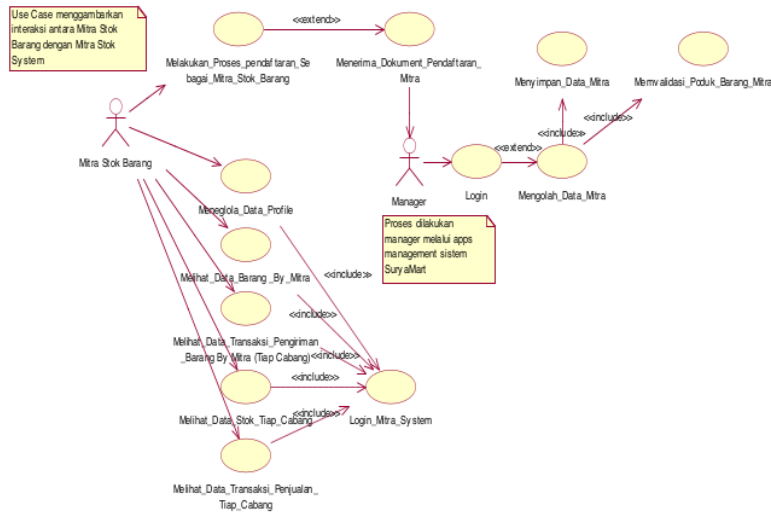 Use Case menggambarkan
interaksi antara Mitra Stok
Barang dengan Mitra Stok
System
<<extend>>
Melakukan_Proses_pendaftaran_Se
bagai_Mitra_Stok_Barang
Menerima_Dokument_Pendaftaran_
Mitra
Menyimpan_Data_Mitra
Memvalidasi_Poduk_Barang_Mitra
<<include>>
<<include>>
<<extend>>
Mitra Stok Barang
Manager
Login
Mengolah_Data_Mitra
Meneglola_Data_Profile
Proses dilakukan
manager melalui apps
management sistem
SuryaMart
Melihat_Data_Barang_By_Mitra
<<include>>
<<include>>
Melihat_Data_Transaksi_Pengiriman
_Barang By Mitra (Tiap Cabang)
<<include>>
<<include>>
Melihat_Data_Stok_Tiap_Cabang
<<include>>
Login_Mitra_System
Melihat_Data_Transaksi_Penjualan_
Tiap_Cabang